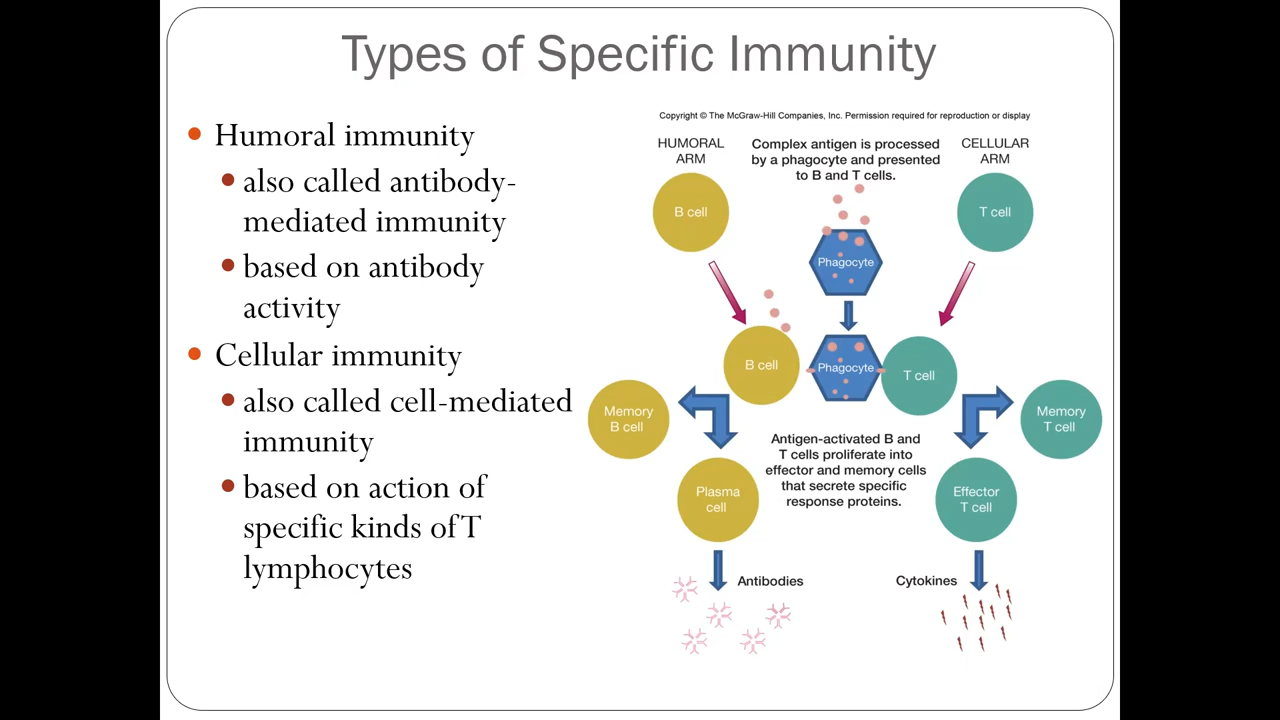 Types of Specific Immunity
• Humoral immunity
• also called antibody-
mediated immunity
• based on antibody
activity
• Cellular immunity
• also called cell-mediated
immunity
• based on action of
specific kinds of T
lymphocytes
Copyright © The McGraw-Hill Companies, Inc. Permission required for reproduction or display
HUMORAL
ARM
Complex antigen is processed
by a phagocyte and presented
to B and T cells.
CELLULAR
ARM
B cell
T cell
Phagocyte
B cell
Phagocyte
T cell
Memory
B cell
Memory
T cell
Antigen-activated B and
T cells proliferate into
effector and memory cells
that secrete specific
response proteins.
Plasma
cell
Effector
T cell
Antibodies
Cytokines